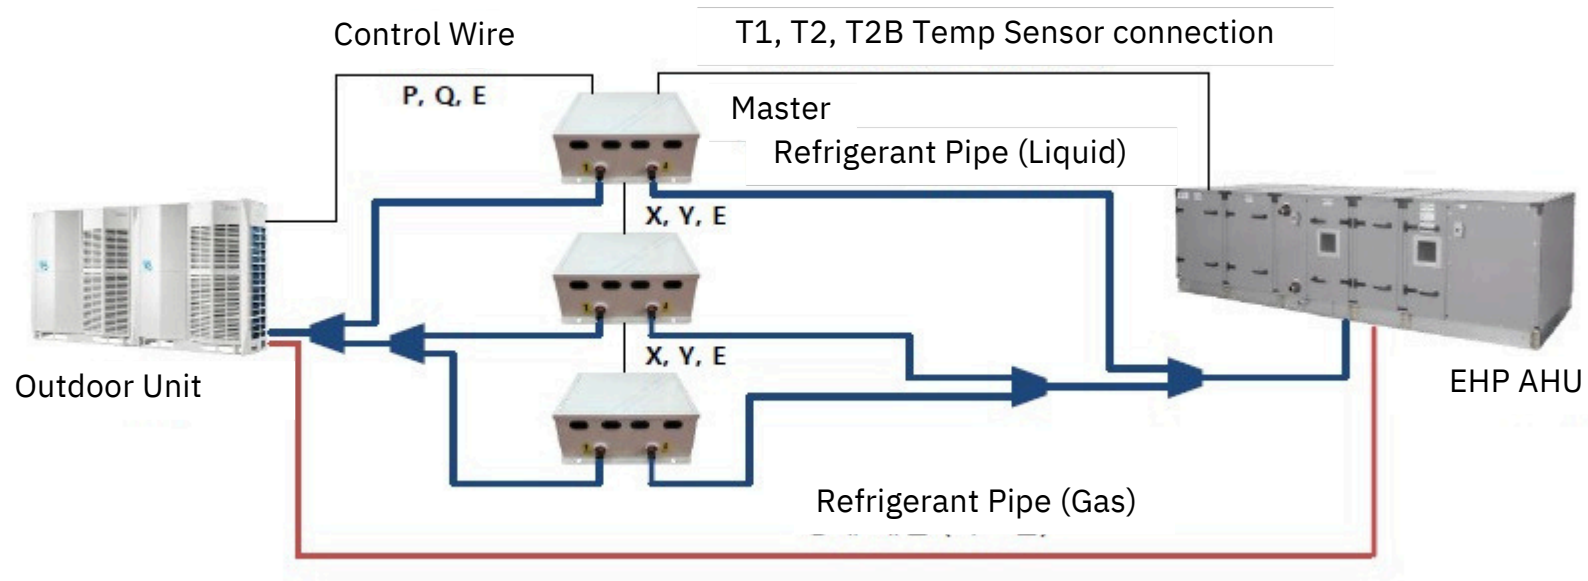 Control Wire
T1, T2, T2B Temp Sensor connection
P, Q, E
Master
Refrigerant Pipe (Liquid)
X, Y, E
X, Y, E
Outdoor Unit
EHP AHU
Refrigerant Pipe (Gas)